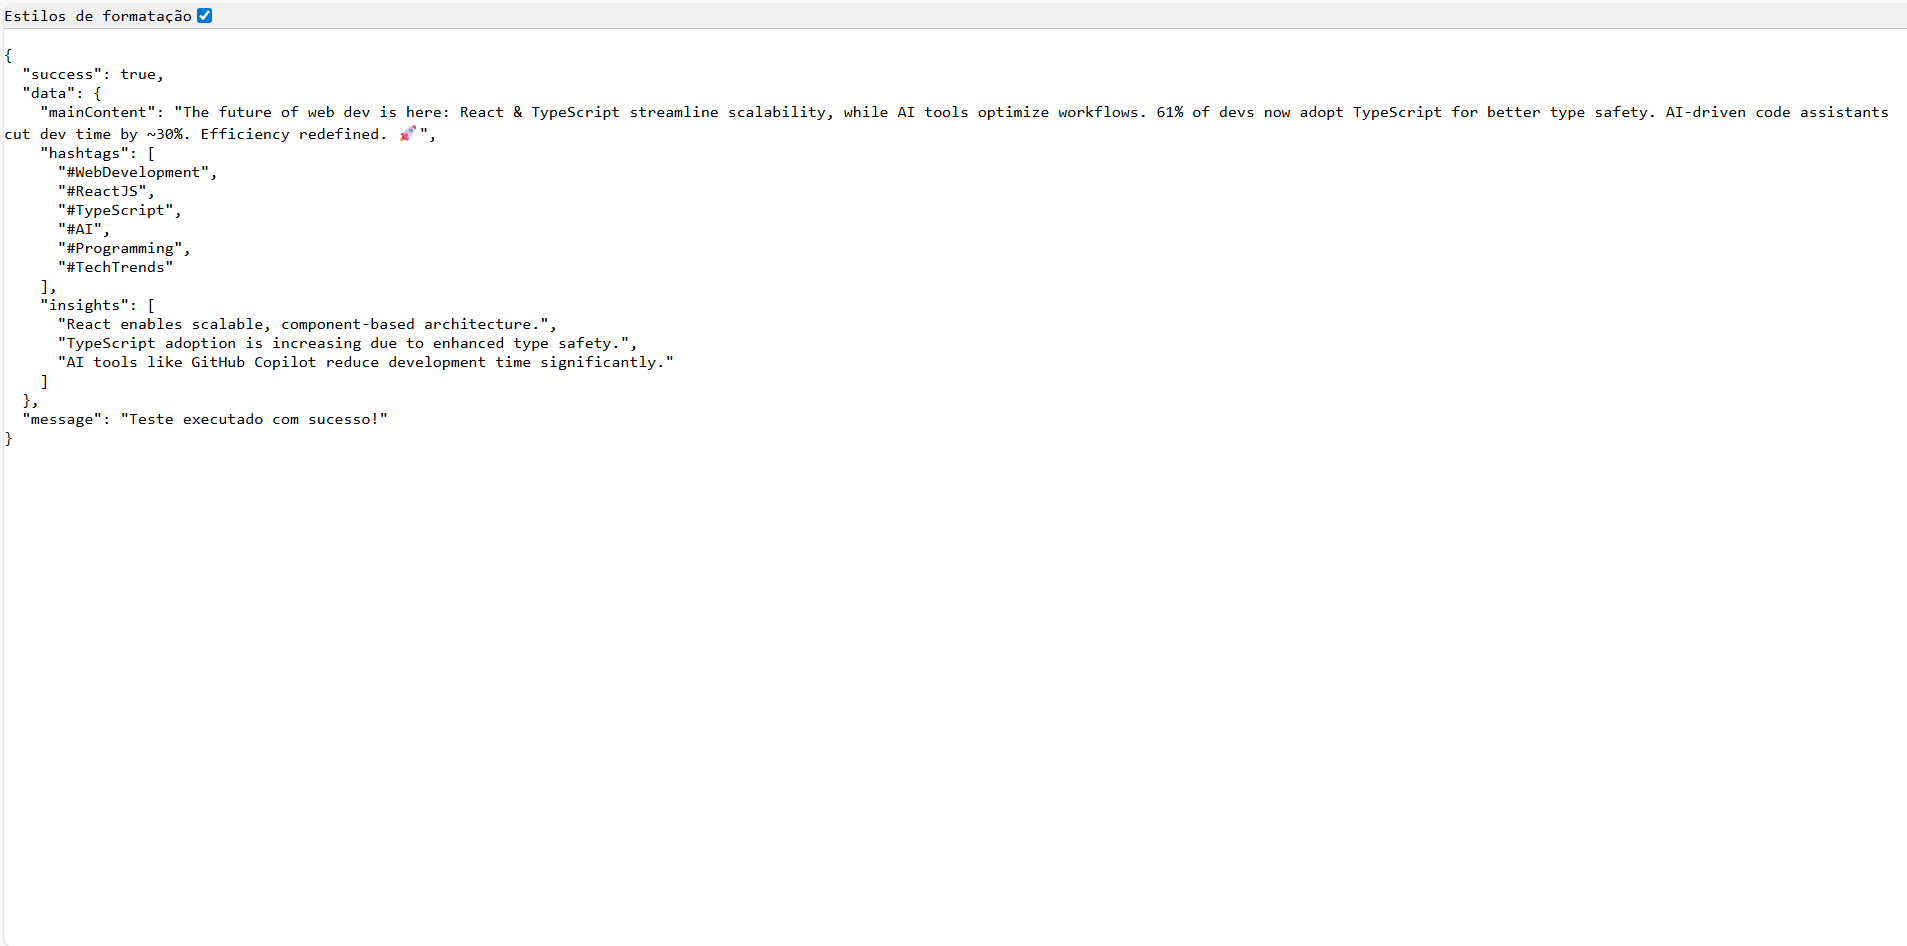 Estilos de formatação
{
  "success": true,
  "data": {
    "mainContent": "The future of web dev is here: React & TypeScript streamline scalability, while AI tools optimize workflows. 61% of devs now adopt TypeScript for better type safety. AI-driven code assistants
cut dev time by ~30%. Efficiency redefined. 🚀",
    "hashtags": [
      "#WebDevelopment",
      "#ReactJS",
      "#TypeScript",
      "#AI",
      "#Programming",
      "#TechTrends"
    ],
    "insights": [
      "React enables scalable, component-based architecture.",
      "TypeScript adoption is increasing due to enhanced type safety.",
      "AI tools like GitHub Copilot reduce development time significantly."
    ]
  },
  "message": "Teste executado com sucesso!"
}